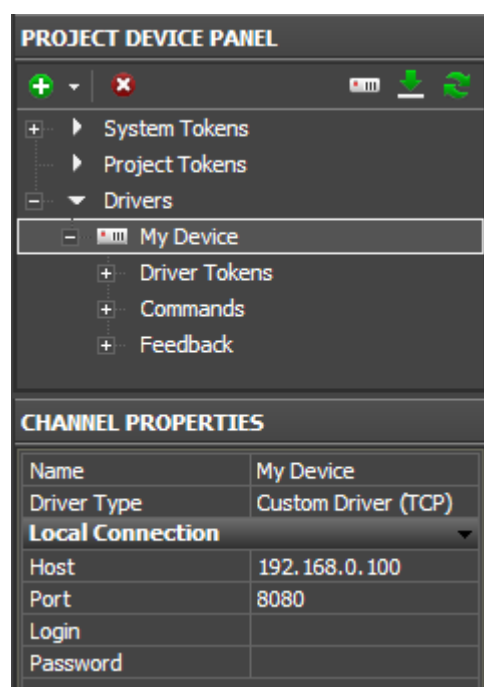 PROJECT DEVICE PANEL
System Tokens
Project Tokens
Drivers
My Device
Driver Tokens
Commands
Feedback
CHANNEL PROPERTIES
Name My Device
Driver Type Custom Driver (TCP)
Local Connection
Host 192.168.0.100
Port 8080
Login
Password